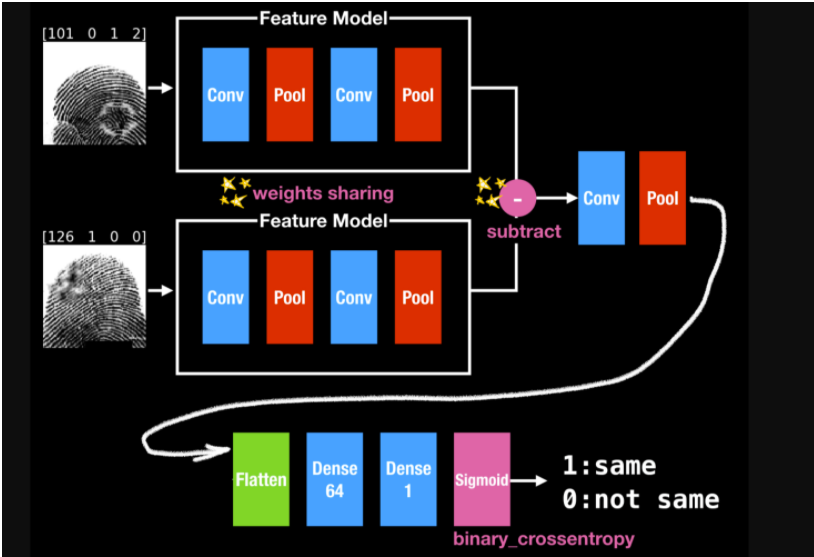 Feature Model
[101 0 1 2]
Conv Pool Conv Pool
weights sharing
-
subtract
Conv Pool
Feature Model
[126 1 0 0]
Conv Pool Conv Pool
Flatten
Dense
64
Dense
1
Sigmoid
1:same
0:not same
binary_crossentropy